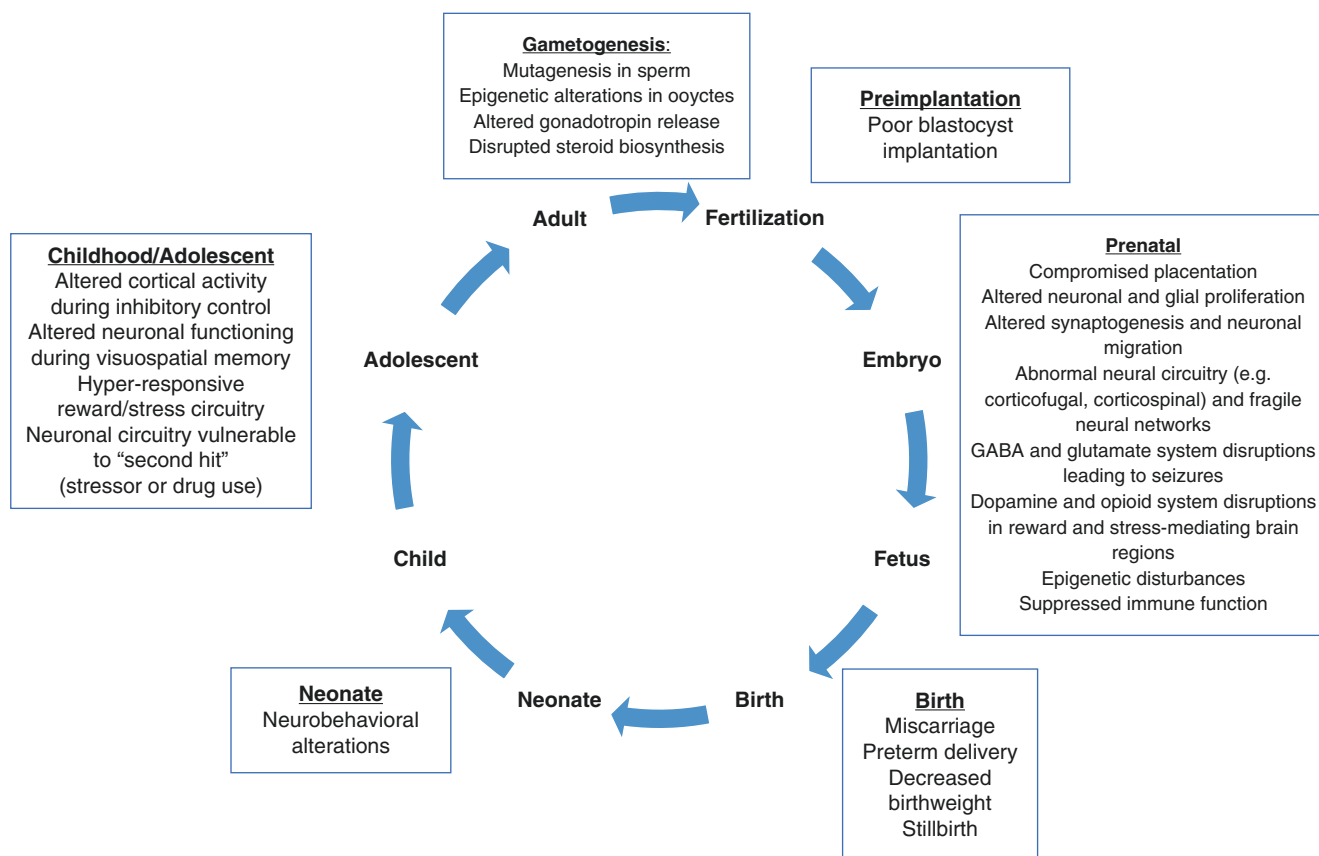 Gametogenesis:
Mutagenesis in sperm
Epigenetic alterations in ooyctes
Altered gonadotropin release
Disrupted steroid biosynthesis
Preimplantation
Poor blastocyst
implantation
Adult
Fertilization
Childhood/Adolescent
Altered cortical activity
during inhibitory control
Altered neuronal functioning
during visuospatial memory
Hyper-responsive
reward/stress circuitry
Neuronal circuitry vulnerable
to “second hit”
(stressor or drug use)
Prenatal
Compromised placentation
Altered neuronal and glial proliferation
Altered synaptogenesis and neuronal
migration
Abnormal neural circuitry (e.g.
corticofugal, corticospinal) and fragile
neural networks
GABA and glutamate system disruptions
leading to seizures
Dopamine and opioid system disruptions
in reward and stress-mediating brain
regions
Epigenetic disturbances
Suppressed immune function
Adolescent
Embryo
Child
Fetus
Neonate
Neurobehavioral
alterations
Neonate
Birth
Birth
Miscarriage
Preterm delivery
Decreased
birthweight
Stillbirth